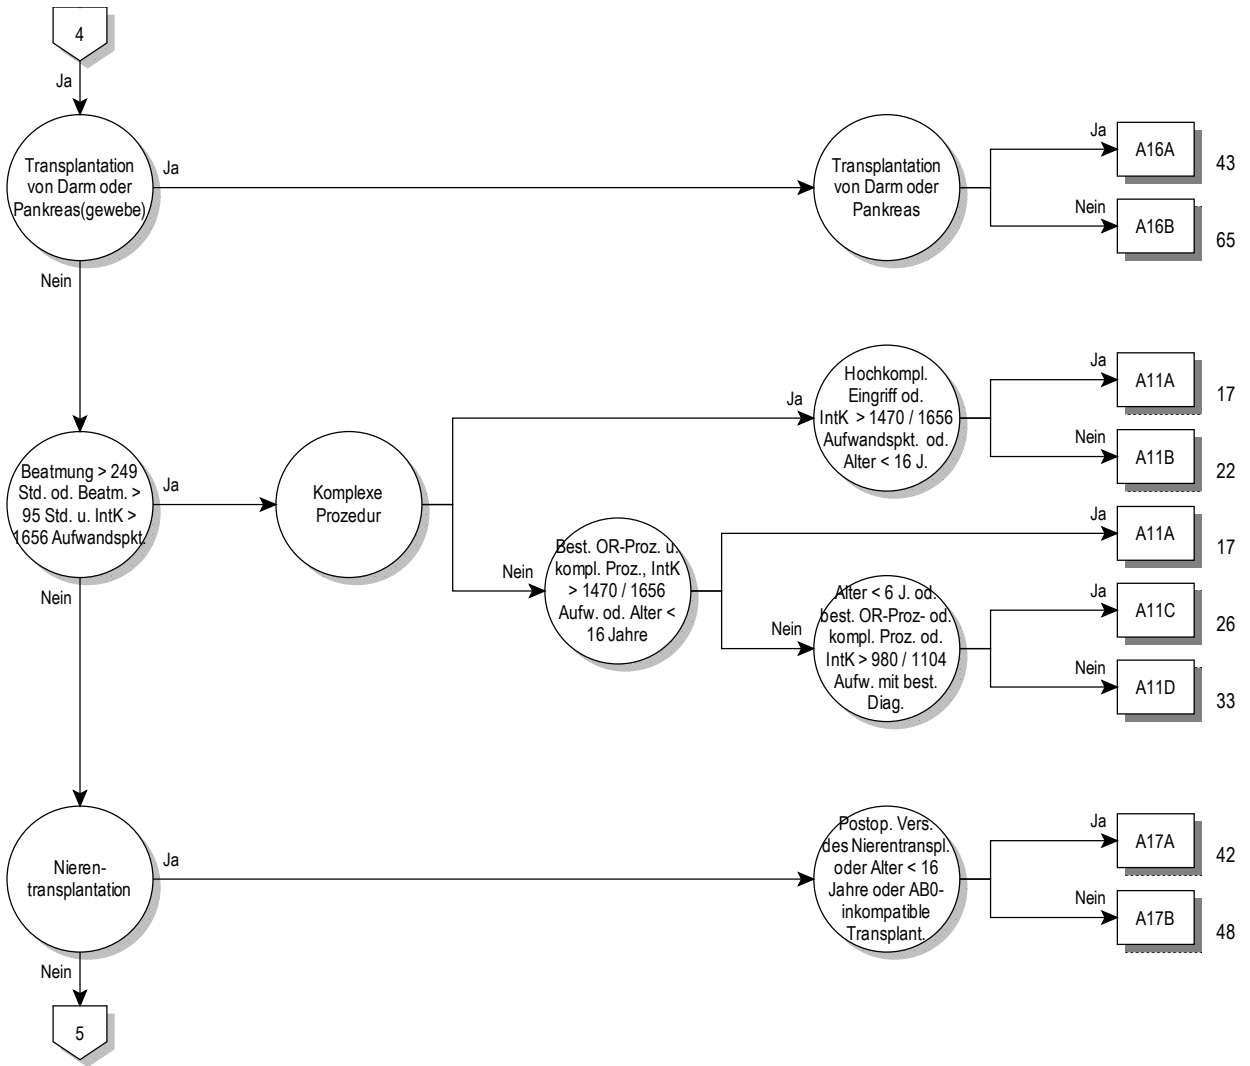 4
Ja
Transplantation
von Darm oder
Pankreas(gewebe)
Ja
Transplantation
von Darm oder
Pankreas
Ja
A16A
43
Nein
A16B
65
Nein
Beatmung > 249
Std. od. Beatm. >
95 Std. u. IntK >
1656 Aufwandspkt.
Ja
Komplexe
Prozedur
Ja
Hochkompl.
Eingriff od.
IntK > 1470 / 1656
Aufwandspkt. od.
Alter < 16 J.
Ja
A11A
17
Nein
A11B
22
Nein
Best. OR-Proz. u.
kompl. Proz., IntK
> 1470 / 1656
Aufw. od. Alter <
16 Jahre
Ja
A11A
17
Nein
Alter < 6 J. od.
best. OR-Proz- od.
kompl. Proz. od.
IntK > 980 / 1104
Aufw. mit best.
Diag.
Ja
A11C
26
Nein
A11D
33
Nein
Nieren-
transplantation
Ja
Postop. Vers.
des Nierentranspl.
oder Alter < 16
Jahre oder AB0-
inkompatible
Transplant.
Ja
A17A
42
Nein
A17B
48
Nein
5